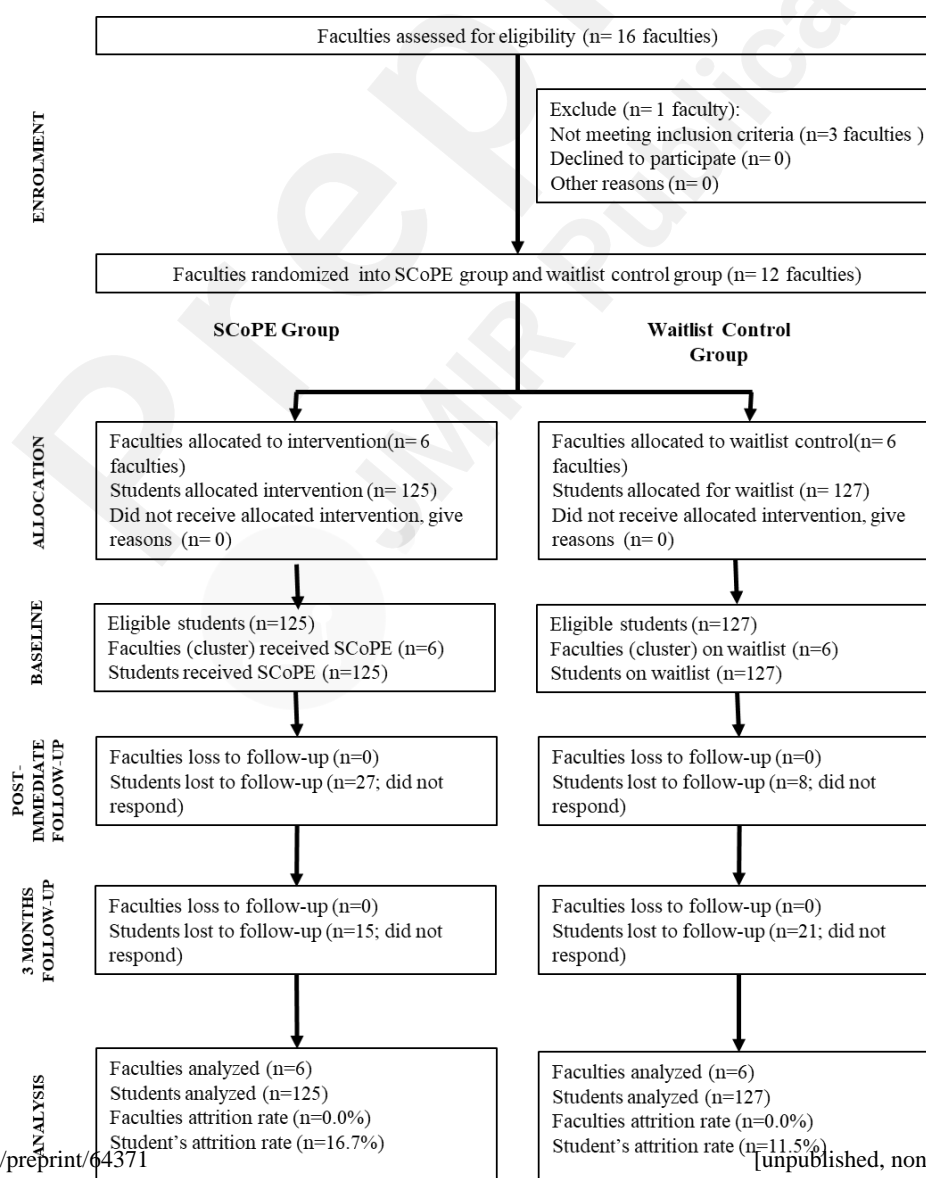 Faculties assessed for eligibility (n= 16 faculties)
ENROLMENT
Exclude (n= 1 faculty):
Not meeting inclusion criteria (n=3 faculties )
Declined to participate (n= 0)
Other reasons (n= 0)
Faculties randomized into SCoPE group and waitlist control group (n= 12 faculties)
SCoPE Group
Waitlist Control
Group
ALLOCATION
Faculties allocated to intervention(n= 6
faculties)
Students allocated intervention (n= 125)
Did not receive allocated intervention, give
reasons (n= 0)
Faculties allocated to waitlist control(n= 6
faculties)
Students allocated for waitlist (n= 127)
Did not receive allocated intervention, give
reasons (n= 0)
BASELINE
Eligible students (n=125)
Faculties (cluster) received SCoPE (n=6)
Students received SCoPE (n=125)
Eligible students (n=127)
Faculties (cluster) on waitlist (n=6)
Students on waitlist (n=127)
POST-
IMMEDIATE
FOLLOW-UP
Faculties loss to follow-up (n=0)
Students lost to follow-up (n=27; did not
respond)
Faculties loss to follow-up (n=0)
Students lost to follow-up (n=8; did not
respond)
3 MONTHS
FOLLOW-UP
Faculties loss to follow-up (n=0)
Students lost to follow-up (n=15; did not
respond)
Faculties loss to follow-up (n=0)
Students lost to follow-up (n=21; did not
respond)
ANALYSIS
Faculties analyzed (n=6)
Students analyzed (n=125)
Faculties attrition rate (n=0.0%)
Student's attrition rate (n=16.7%)
Faculties analyzed (n=6)
Students analyzed (n=127)
Faculties attrition rate (n=0.0%)
Student's attrition rate (n=11.5%)
/preprint/64371
[unpublished, non
Prepri
JMIR Publica